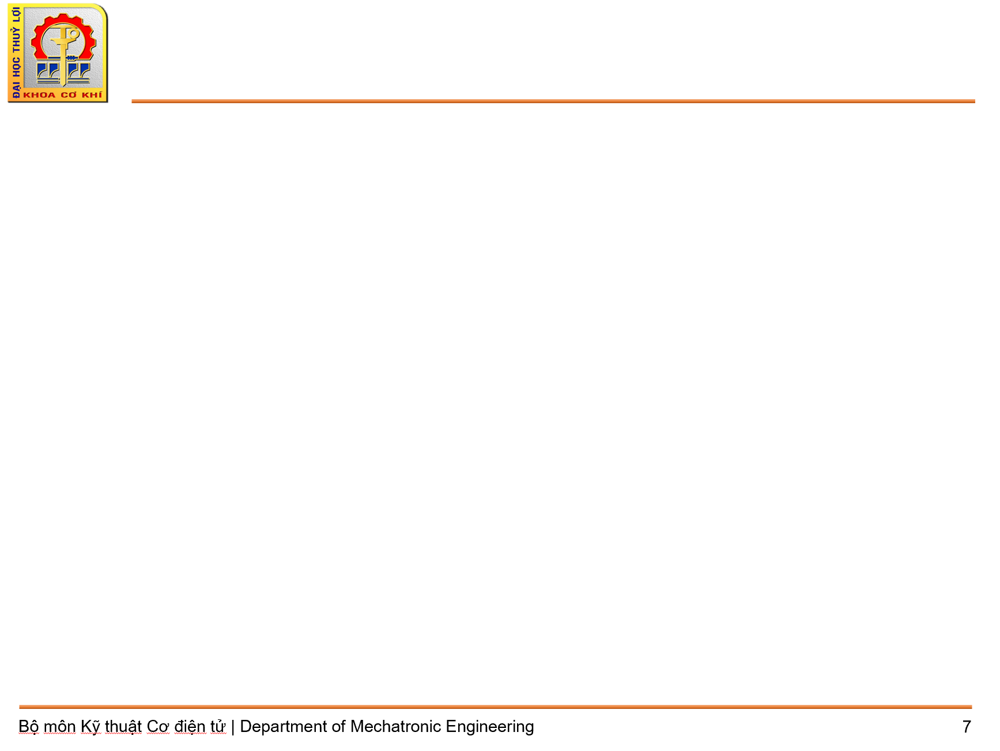 ĐẠI HỌC THUỶ LỢI
KHOA CƠ KHÍ
Bộ môn Kỹ thuật Cơ điện tử | Department of Mechatronic Engineering
7